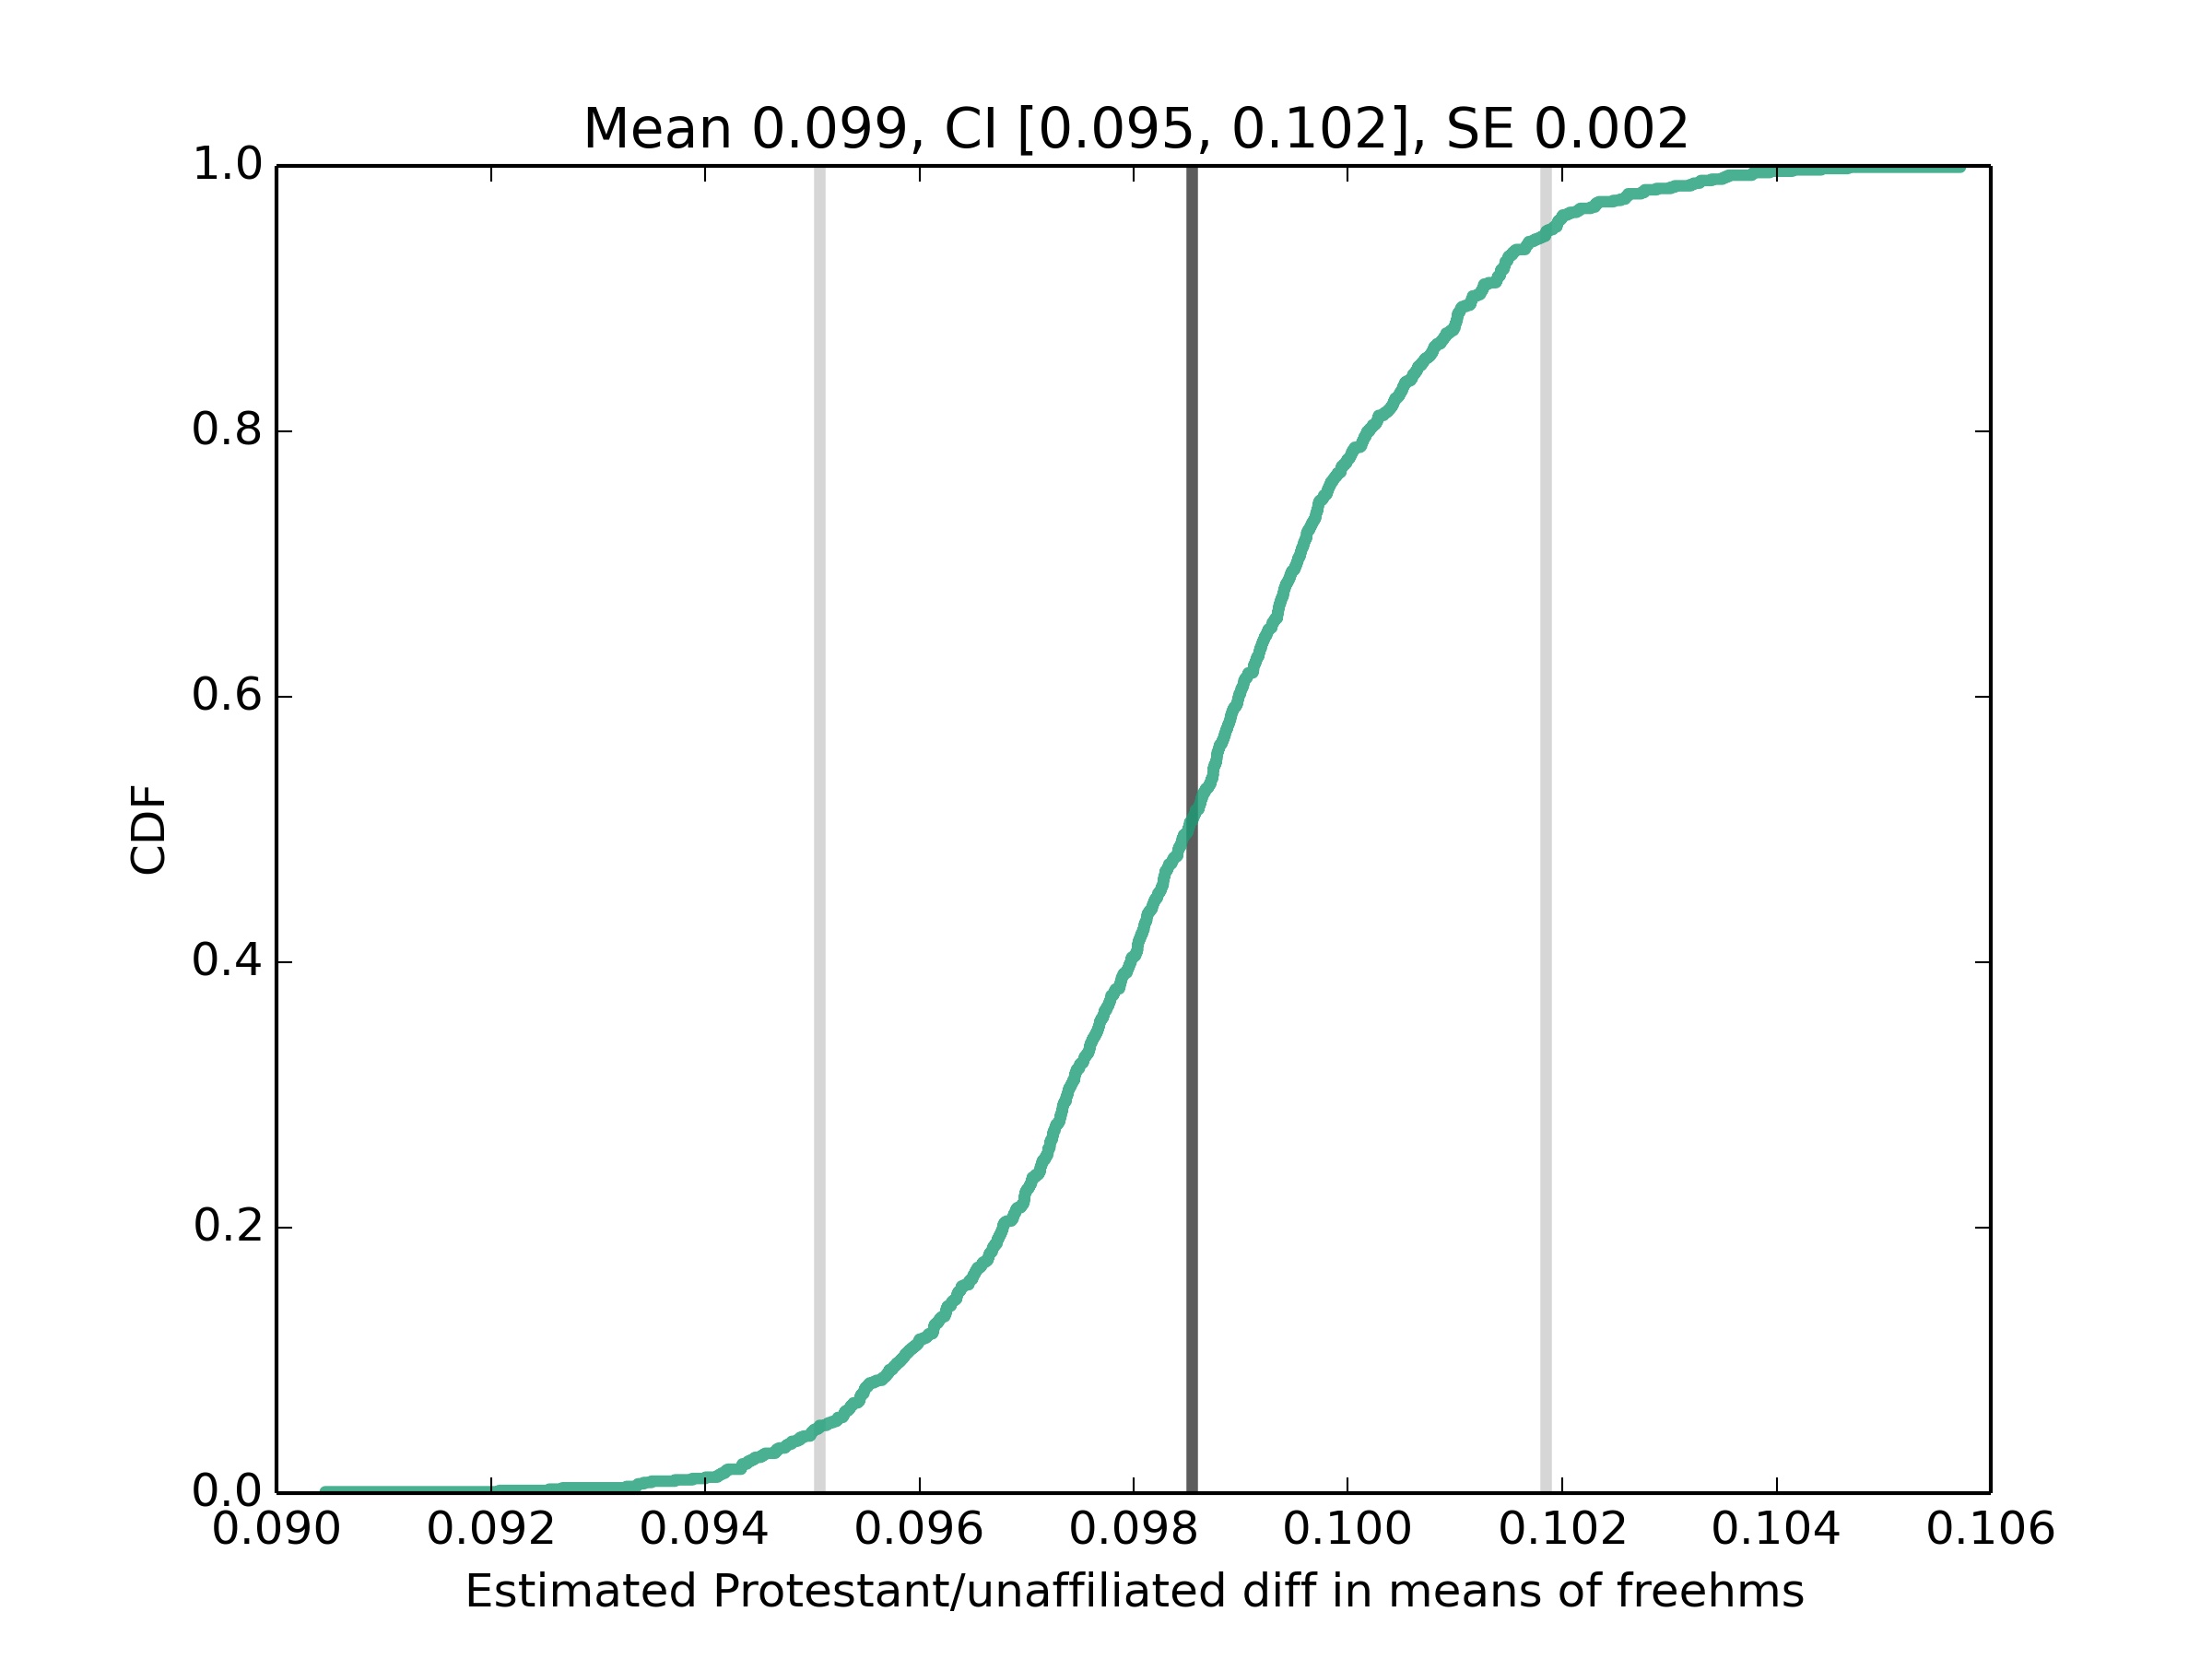 Mean 0.099, CI [0.095, 0.102], SE 0.002
1.0
0.8
0.6
0.4
0.2
0.0
CDF
0.090 0.092 0.094 0.096 0.098 0.100 0.102 0.104 0.106
Estimated Protestant/unaffiliated diff in means of freehms